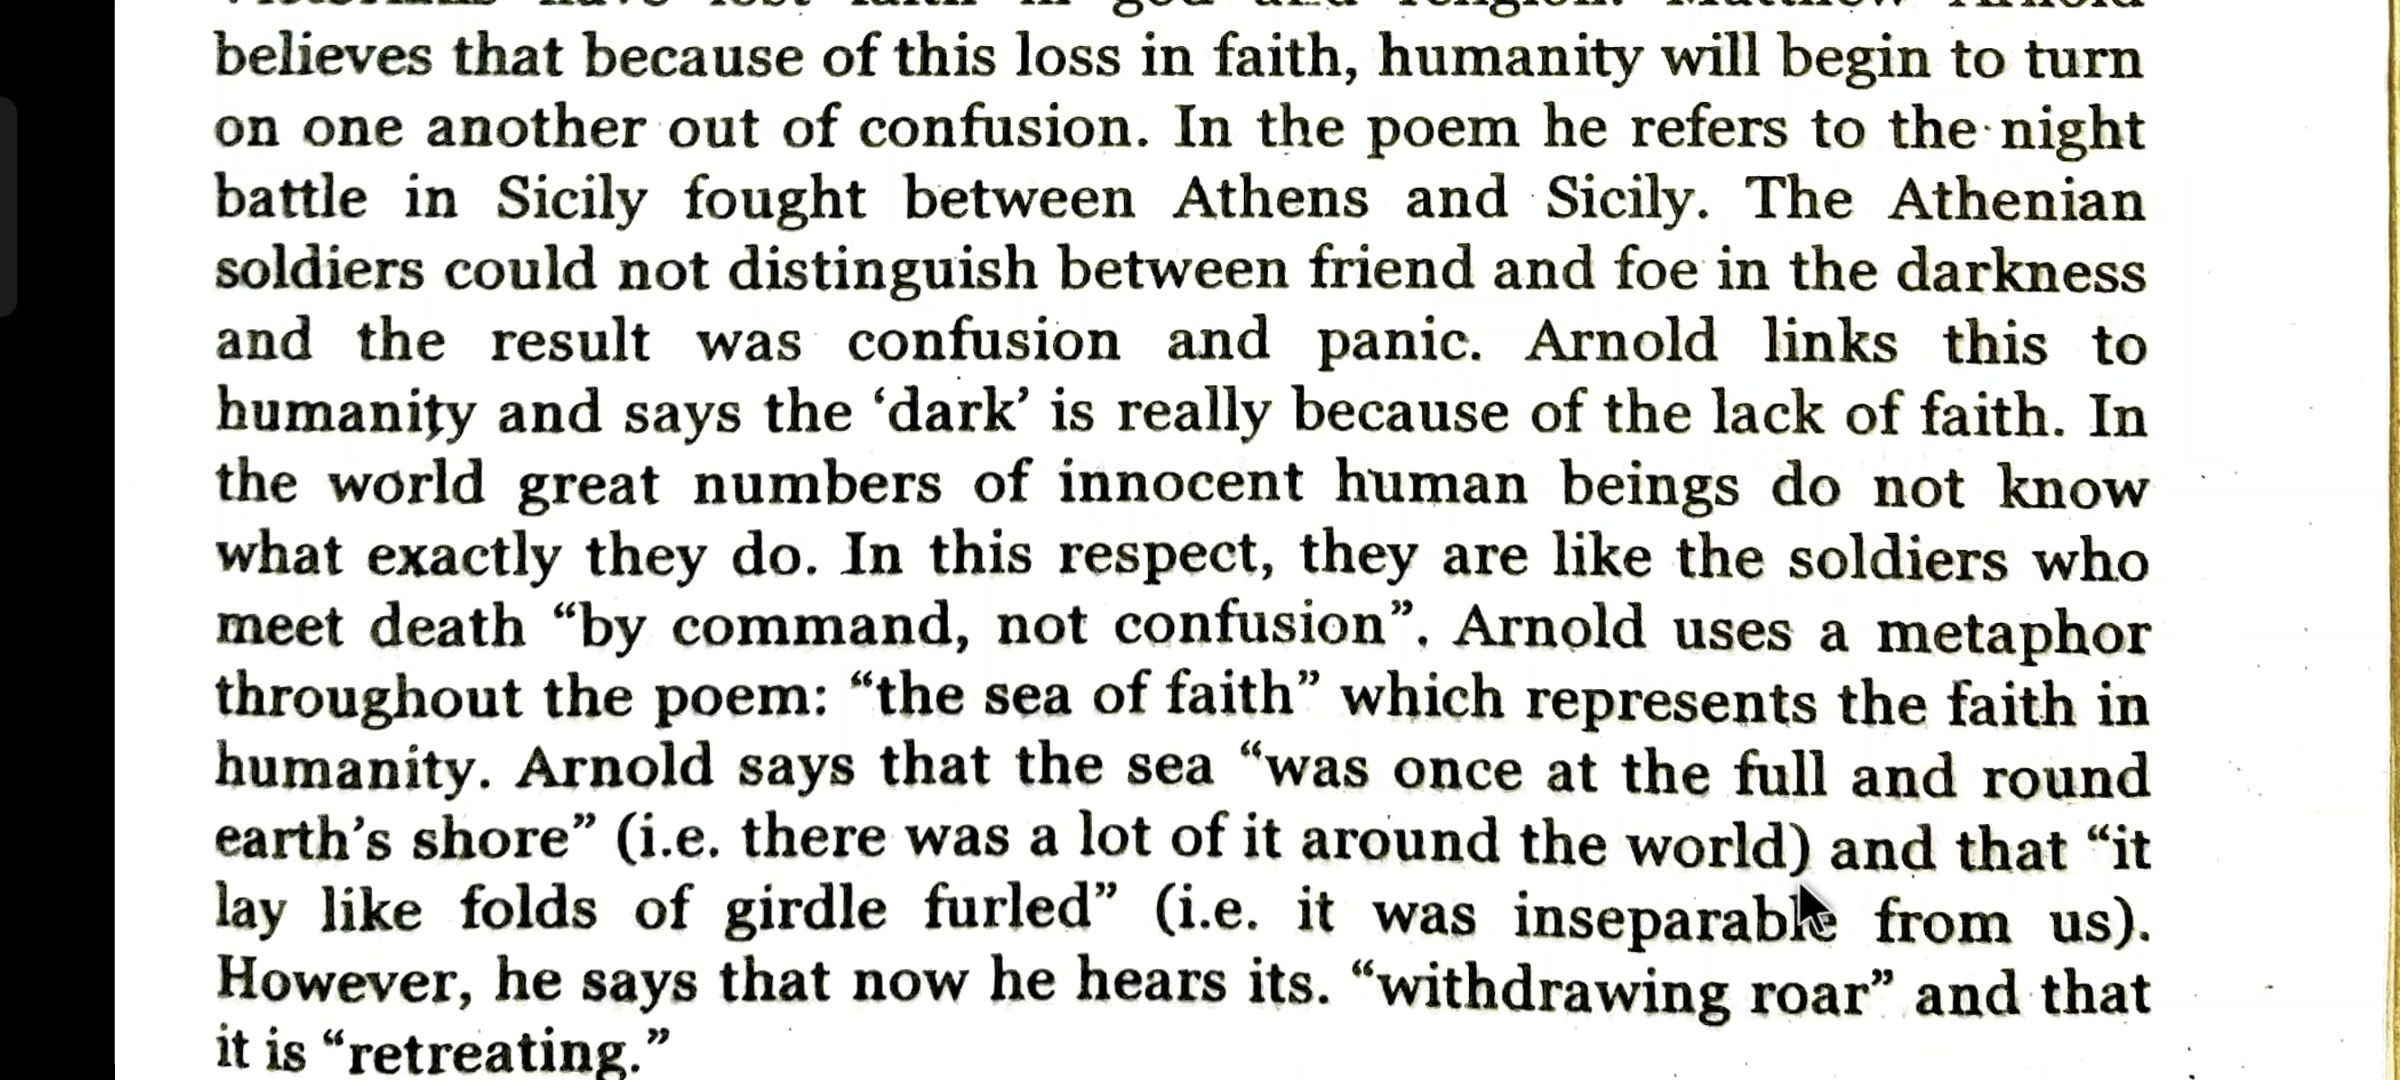 believes that because of this loss in faith, humanity will begin to turn
on one another out of confusion. In the poem he refers to the night
battle in Sicily fought between Athens and Sicily. The Athenian
soldiers could not distinguish between friend and foe in the darkness
and the result was confusion and panic. Arnold links this to
humanity and says the ‘dark’ is really because of the lack of faith. In
the world great numbers of innocent human beings do not know
what exactly they do. In this respect, they are like the soldiers who
meet death “by command, not confusion”. Arnold uses a metaphor
throughout the poem: “the sea of faith” which represents the faith in
humanity. Arnold says that the sea “was once at the full and round
earth’s shore” (i.e. there was a lot of it around the world) and that “it
lay like folds of girdle furled” (i.e. it was inseparable from us).
However, he says that now he hears its. “withdrawing roar” and that
it is “retreating.”